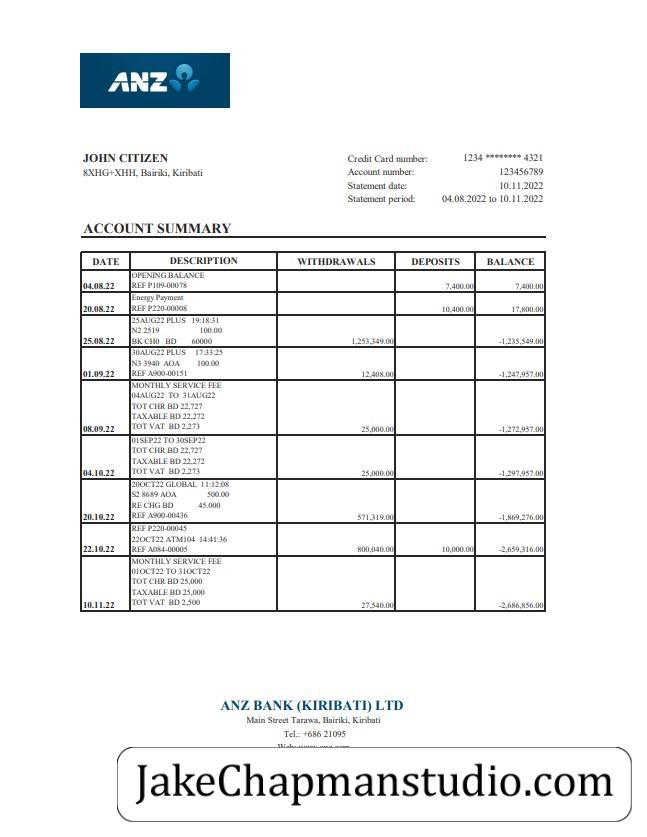 ANZ
JOHN CITIZEN
8XHG+XHH, Bairiki, Kiribati
Credit Card number: 1234 ******** 4321
Account number: 123456789
Statement date: 10.11.2022
Statement period: 04.08.2022 to 10.11.2022
ACCOUNT SUMMARY
DATE DESCRIPTION WITHDRAWALS DEPOSITS BALANCE
OPENING BALANCE
04.08.22 REF P109-00078 7,400.00 7,400.00
Energy Payment
20.08.22 REF P220-00008 10,400.00 17,800.00
25AUG22 PLUS 19:18:31
N2 2519 100.00
25.08.22 BK CH0 BD 60000 1,253,349.00 -1,235,549.00
30AUG22 PLUS 17:33:25
N3 3940 AOA 100.00
01.09.22 REF A900-00151 12,408.00 -1,247,957.00
MONTHLY SERVICE FEE
04AUG22 TO 31AUG22
TOT CHR BD 22,727
TAXABLE BD 22,272
08.09.22 TOT VAT BD 2,273 25,000.00 -1,272,957.00
01SEP22 TO 30SEP22
TOT CHR BD 22,727
TAXABLE BD 22,272
04.10.22 TOT VAT BD 2,273 25,000.00 -1,297,957.00
20OCT22 GLOBAL 11:12:08
S2 8689 AOA 500.00
RE CHG BD 45.000
20.10.22 REF A900-00436 571,319.00 -1,869,276.00
REF P220-00045
22OCT22 ATM104 14:41:36
22.10.22 REF A084-00005 800,040.00 10,000.00 -2,659,316.00
MONTHLY SERVICE FEE
01OCT22 TO 31OCT22
TOT CHR BD 25,000
TAXABLE BD 25,000
10.11.22 TOT VAT BD 2,500 27,540.00 -2,686,856.00
ANZ BANK (KIRIBATI) LTD
Main Street Tarawa, Bairiki, Kiribati
Tel.: +686 21095
JakeChapmanstudio.com